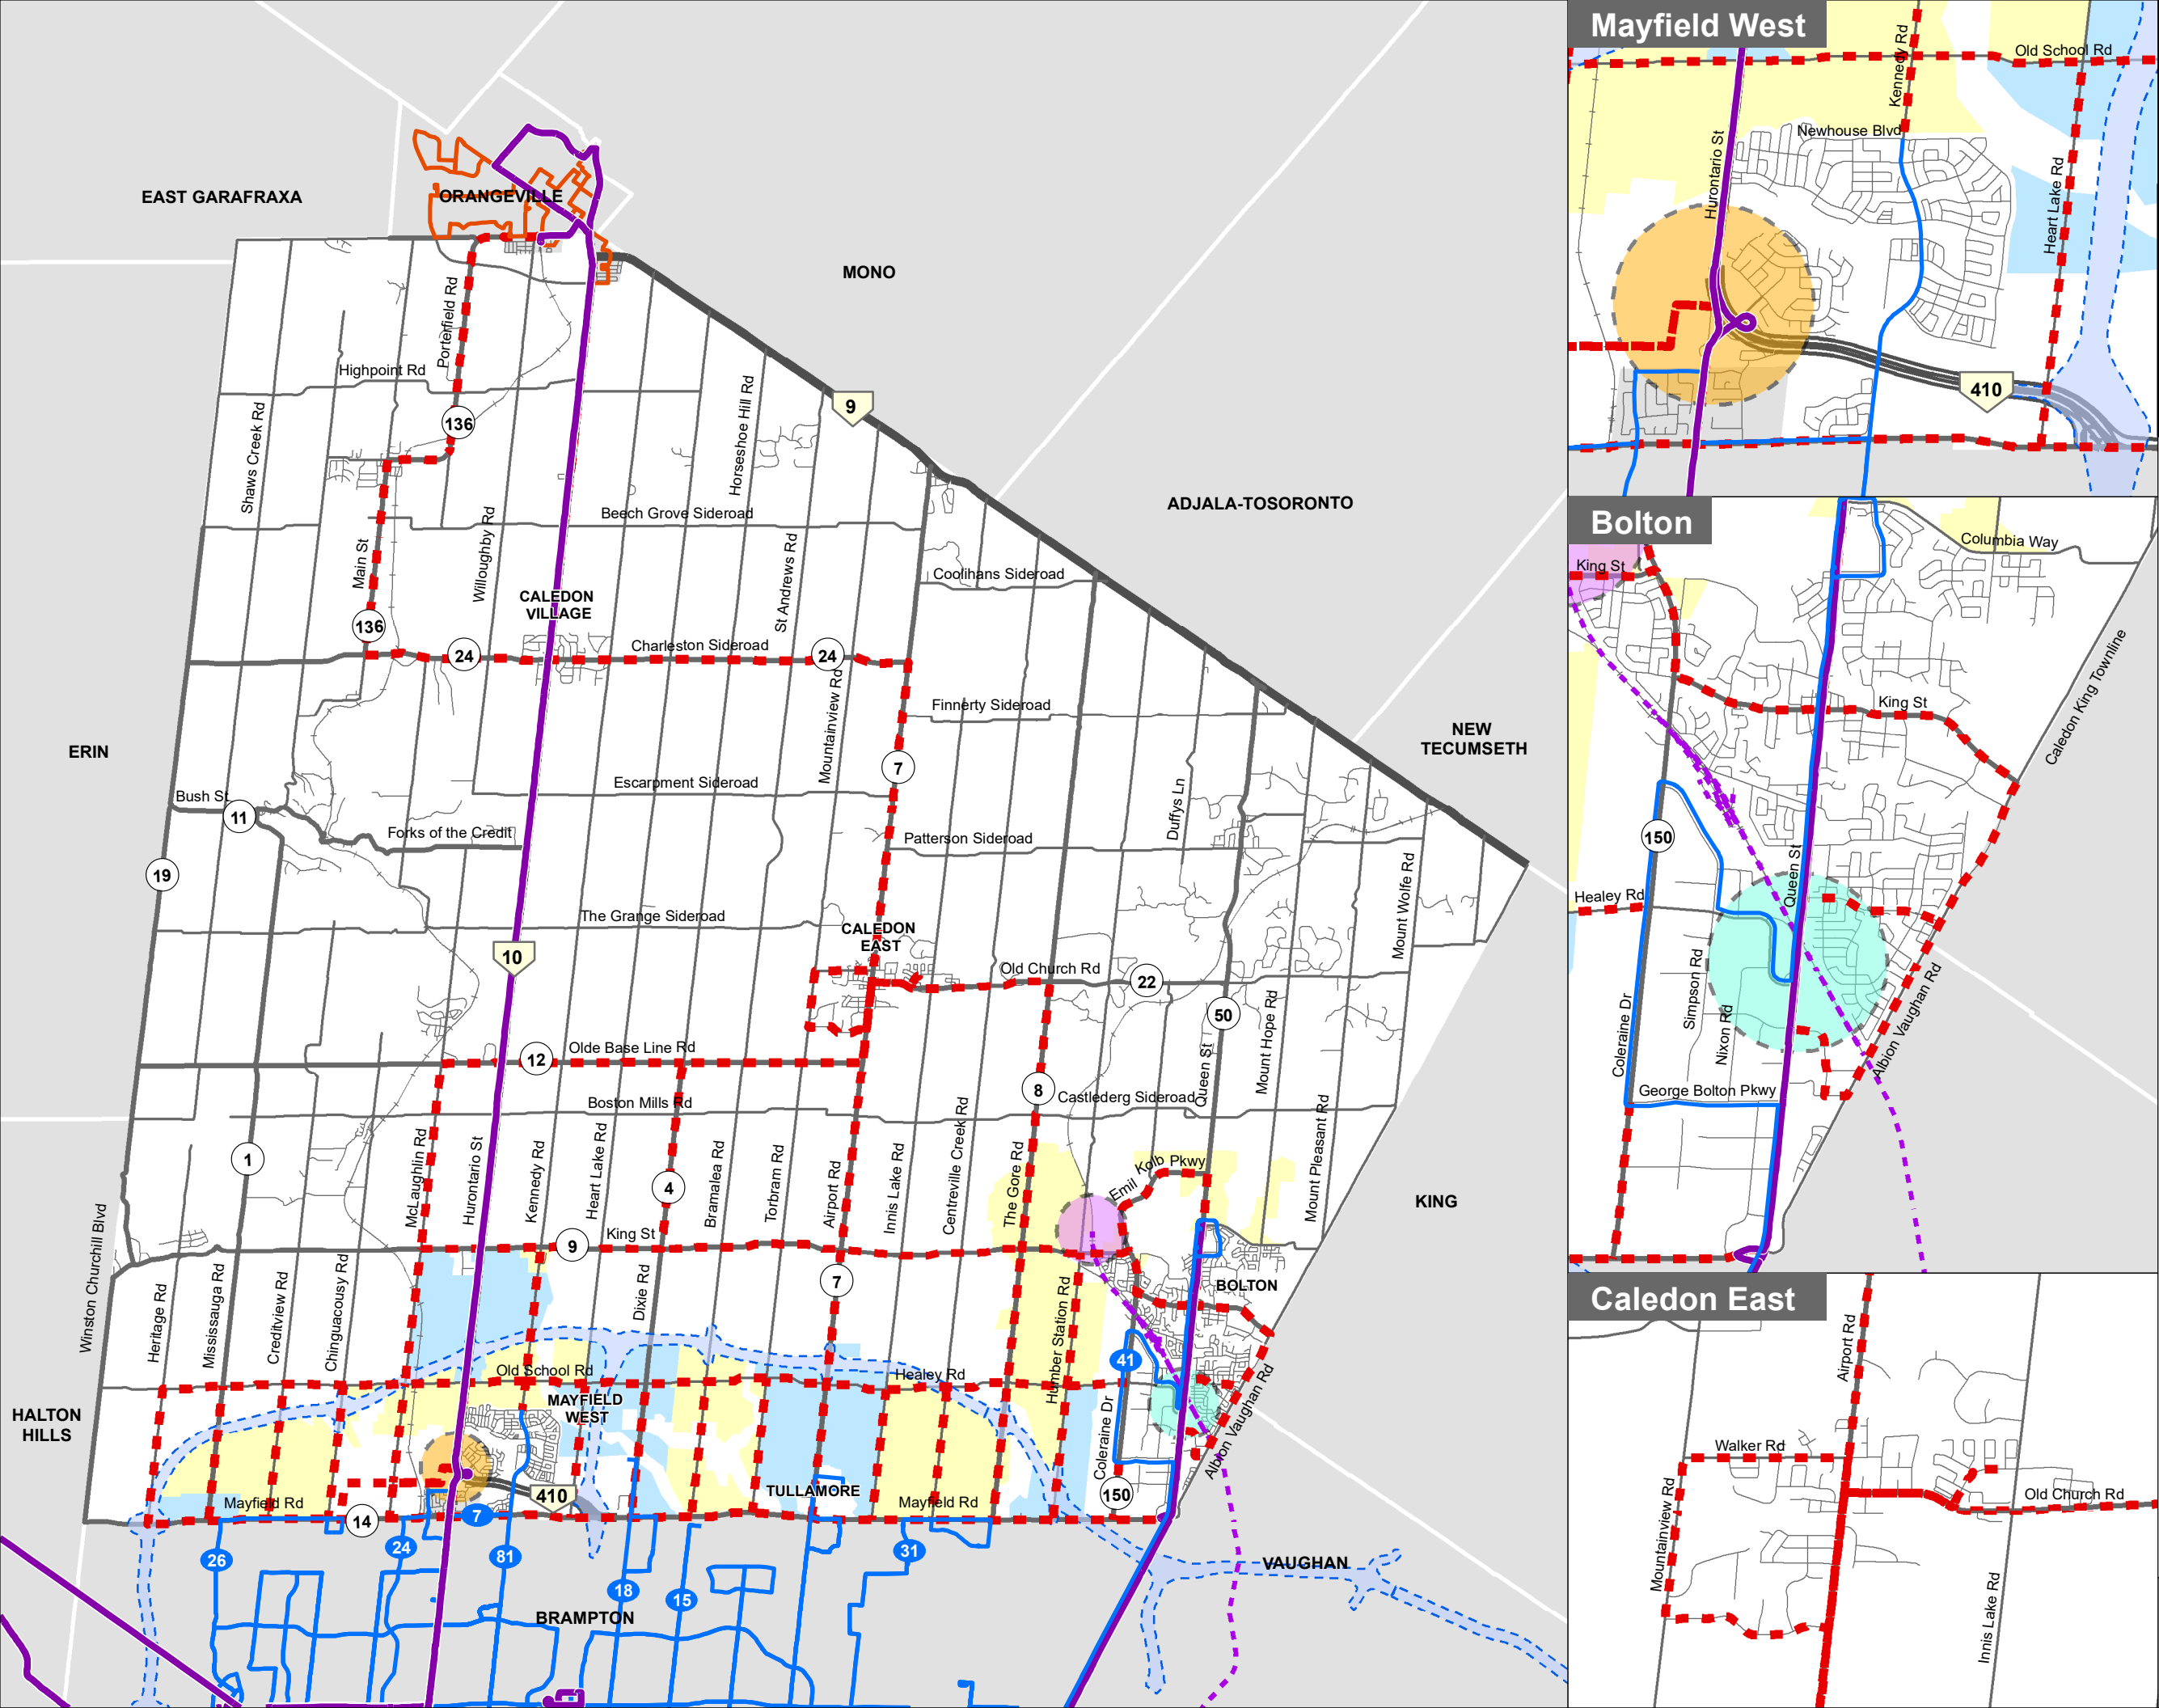 EAST GARAFRAXA
ORANGEVILLE
MONO
ADJALA-TOSORONTO
NEW
TECUMSETH
ERIN
KING
HALTON
HILLS
VAUGHAN
BRAMPTON
CALEDON
VILLAGE
CALEDON
EAST
BOLTON
MAYFIELD
WEST
TULLAMORE
Porterfield Rd
Highpoint Rd
136
9
Shaws Creek Rd
Horseshoe Hill Rd
Beech Grove Sideroad
Willoughby Rd
Main St
St Andrews Rd
Coolihans Sideroad
136
24
Charleston Sideroad
24
Mountainview Rd
Finnerty Sideroad
7
Escarpment Sideroad
Bush St
11
Forks of the Credit
Patterson Sideroad
Duffys Ln
19
The Grange Sideroad
Mount Wolfe Rd
10
Old Church Rd
22
50
Mount Hope Rd
12
Olde Base Line Rd
Queen St
8
Boston Mills Rd
Castlederg Sideroad
1
4
McLaughlin Rd
Hurontario St
Kennedy Rd
Heart Lake Rd
Bramalea Rd
Torbram Rd
Airport Rd
Innis Lake Rd
Centreville Creek Rd
The Gore Rd
Emil Kolb Pkwy
Mount Pleasant Rd
Winston Churchill Blvd
9
King St
7
Heritage Rd
Mississauga Rd
Creditview Rd
Chinguacousy Rd
Dixie Rd
Humber Station Rd
Old School Rd
Healey Rd
41
Coleraine Dr
Albion Vaughan Rd
Mayfield Rd
14
7
410
Mayfield Rd
150
26
24
81
18
15
31
Mayfield West
Old School Rd
Kennedy Rd
Newhouse Blvd
Hurontario St
Heart Lake Rd
410
Bolton
Columbia Way
King St
King St
Caledon King Townline
150
Queen St
Healey Rd
Simpson Rd
Nixon Rd
Coleraine Dr
Albion Vaughan Rd
George Bolton Pkwy
Caledon East
Airport Rd
Walker Rd
Mountainview Rd
Old Church Rd
Innis Lake Rd